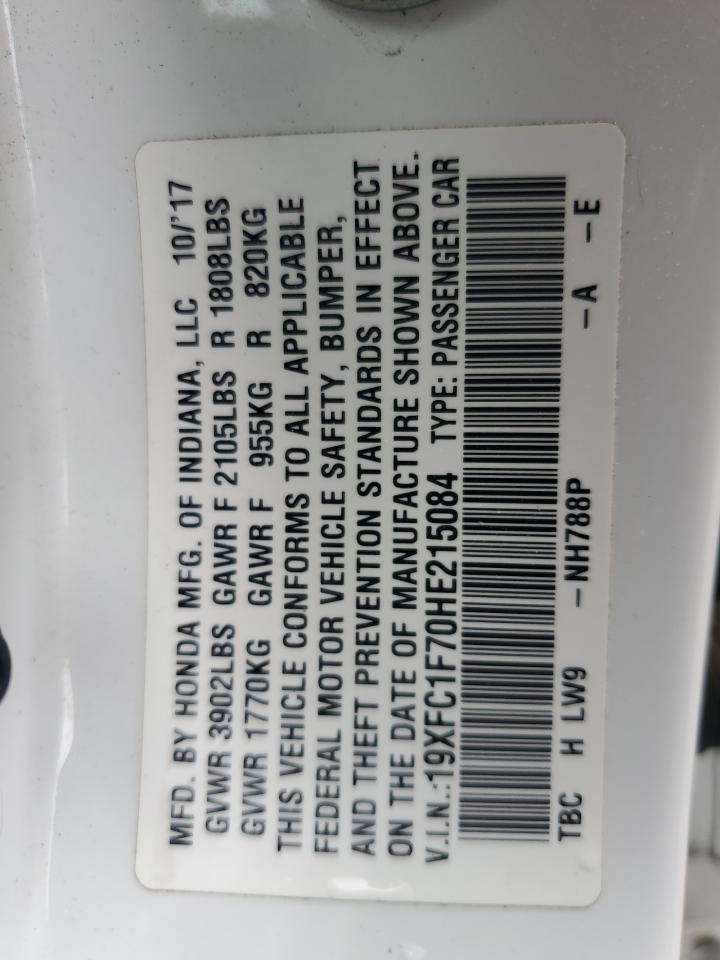 MFD. BY HONDA MFG. OF INDIANA, LLC 10/'17
GVWR 3902LBS GAWR F 2105LBS R 1808LBS
GVWR 1770KG GAWR F 955KG R 820KG
THIS VEHICLE CONFORMS TO ALL APPLICABLE
FEDERAL MOTOR VEHICLE SAFETY, BUMPER,
AND THEFT PREVENTION STANDARDS IN EFFECT
ON THE DATE OF MANUFACTURE SHOWN ABOVE.
V.I.N.:19XFC1F70HE215084 TYPE: PASSENGER CAR
TBC H LW9 -NH788P -A -E